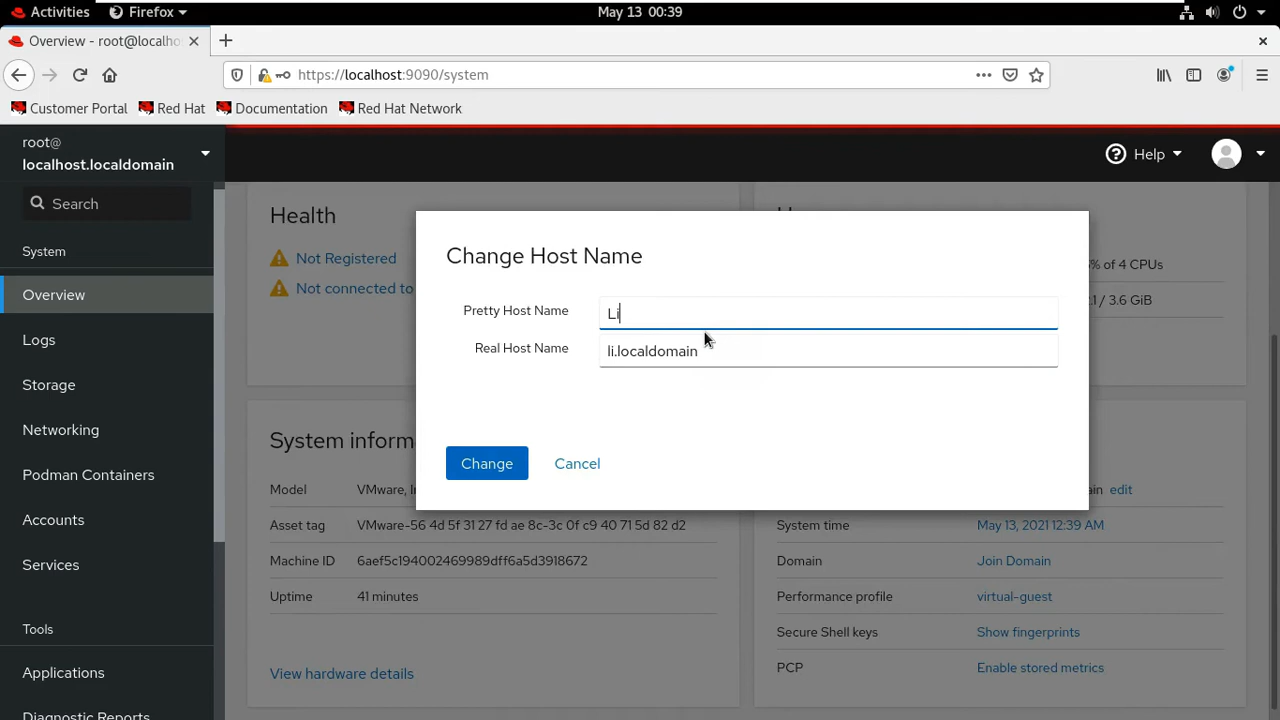 Activities Firefox May 13 00:39
Overview - root@localho
https://localhost:9090/system
Customer Portal Red Hat Documentation Red Hat Network
root@
localhost.localdomain
Help
Search
System
Overview
Logs
Storage
Networking
Podman Containers
Accounts
Services
Tools
Applications
Diagnostic Reports
Health
Not Registered
Not connected to
% of 4 CPUs
/ 3.6 GiB
Change Host Name
Pretty Host Name Li
Real Host Name li.localdomain
Change Cancel
System inform
Model VMware, In
Asset tag VMware-56 4d 5f 31 27 fd ae 8c-3c 0f c9 40 71 5d 82 d2
Machine ID 6aef5c194002469989dff6a5d3918672
Uptime 41 minutes
View hardware details
ain edit
System time May 13, 2021 12:39 AM
Domain Join Domain
Performance profile virtual-guest
Secure Shell keys Show fingerprints
PCP Enable stored metrics